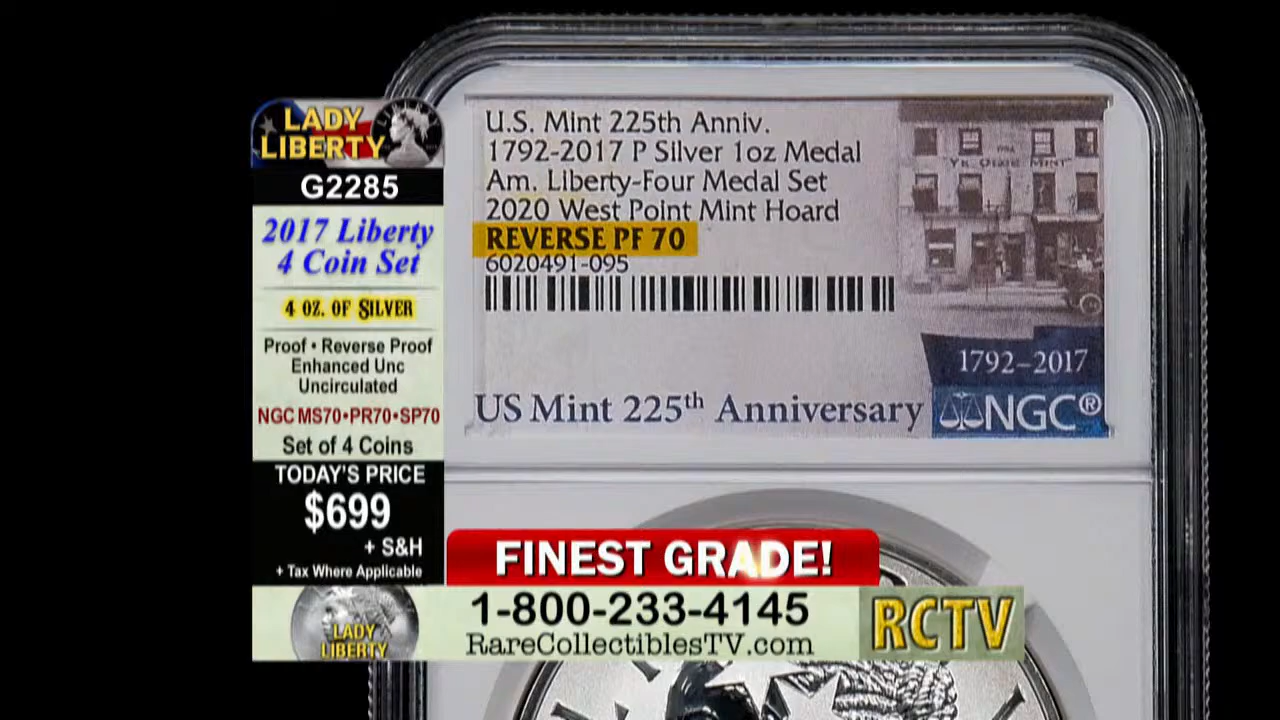 LADY
LIBERTY
G2285
2017 Liberty
4 Coin Set
4 OZ. OF SILVER
Proof • Reverse Proof
Enhanced Unc
Uncirculated
NGC MS70•PR70•SP70
Set of 4 Coins
TODAY'S PRICE
$699
+ S&H
+ Tax Where Applicable
LADY
LIBERTY
U.S. Mint 225th Anniv.
1792-2017 P Silver 1oz Medal
Am. Liberty-Four Medal Set
2020 West Point Mint Hoard
REVERSE PF 70
6020491-095
YE OLDE MINT
1792-2017
US Mint 225th Anniversary
NGC®
FINEST GRADE!
1-800-233-4145
RareCollectiblesTV.com
RCTV